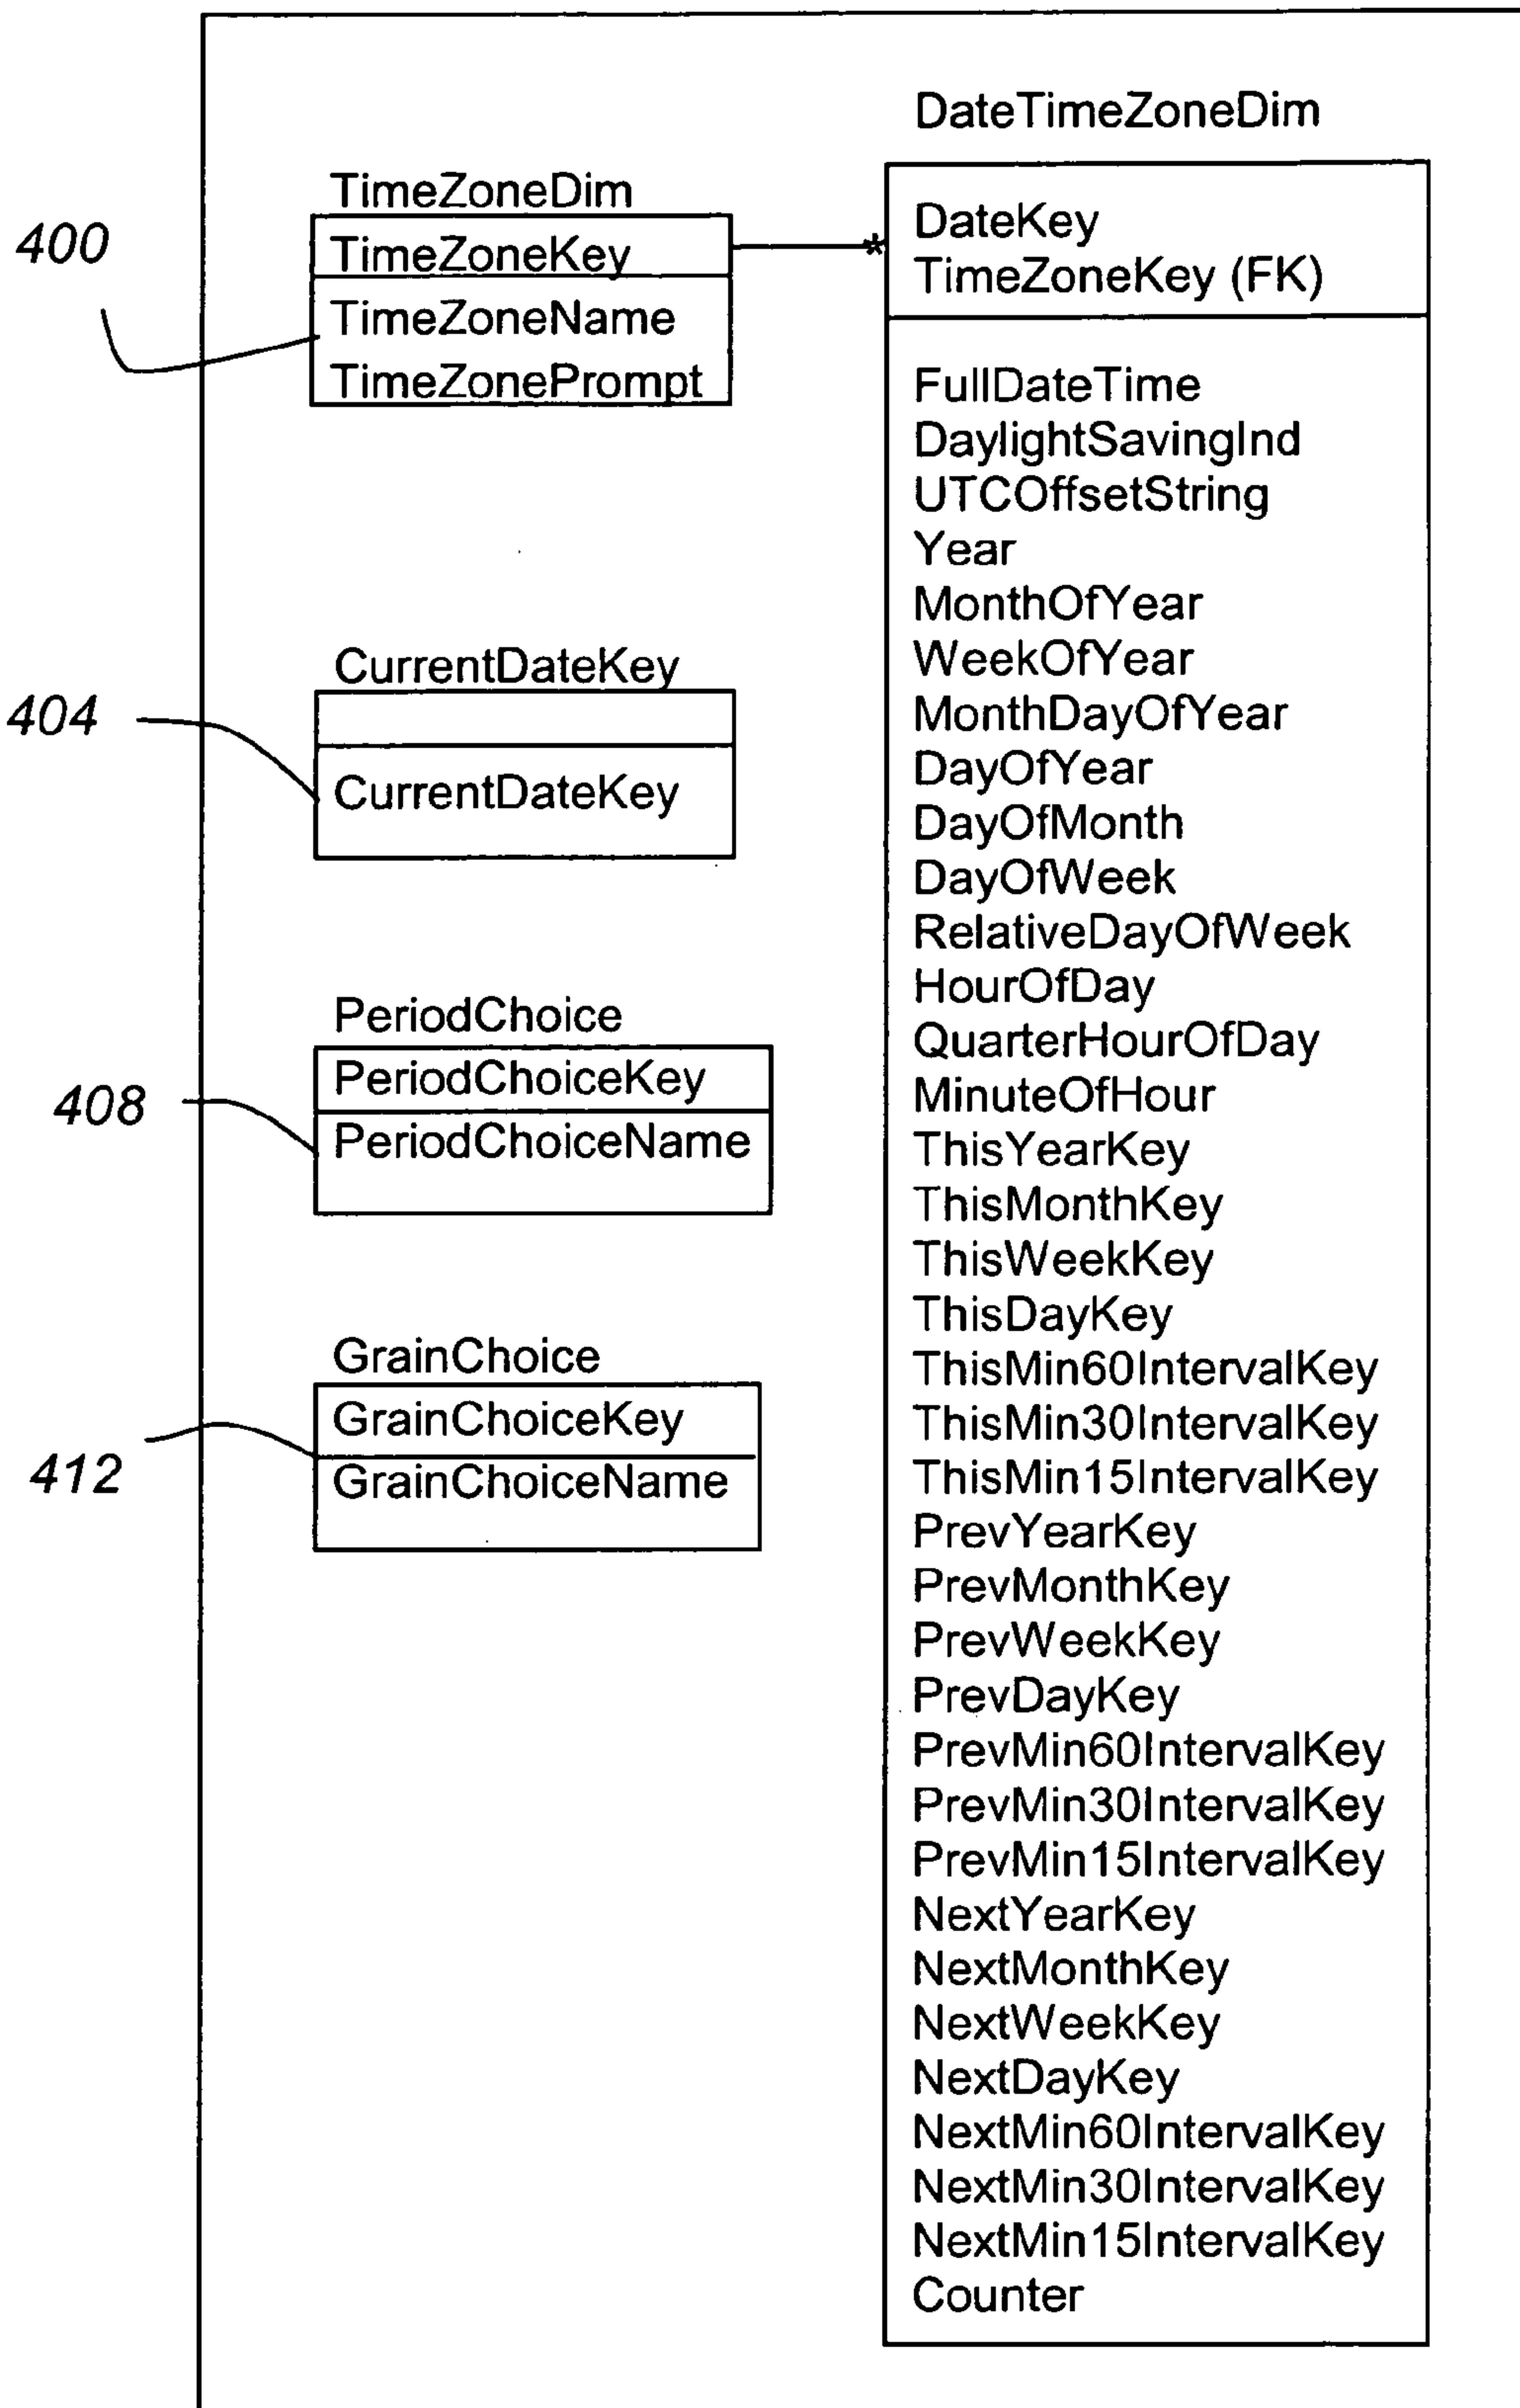 400
TimeZoneDim
TimeZoneKey
TimeZoneName
TimeZonePrompt
404
CurrentDateKey
CurrentDateKey
408
PeriodChoice
PeriodChoiceKey
PeriodChoiceName
412
GrainChoice
GrainChoiceKey
GrainChoiceName
DateTimeZoneDim
*
DateKey
TimeZoneKey (FK)
FullDateTime
DaylightSavingInd
UTCOffsetString
Year
MonthOfYear
WeekOfYear
MonthDayOfYear
DayOfYear
DayOfMonth
DayOfWeek
RelativeDayOfWeek
HourOfDay
QuarterHourOfDay
MinuteOfHour
ThisYearKey
ThisMonthKey
ThisWeekKey
ThisDayKey
ThisMin60IntervalKey
ThisMin30IntervalKey
ThisMin15IntervalKey
PrevYearKey
PrevMonthKey
PrevWeekKey
PrevDayKey
PrevMin60IntervalKey
PrevMin30IntervalKey
PrevMin15IntervalKey
NextYearKey
NextMonthKey
NextWeekKey
NextDayKey
NextMin60IntervalKey
NextMin30IntervalKey
NextMin15IntervalKey
Counter